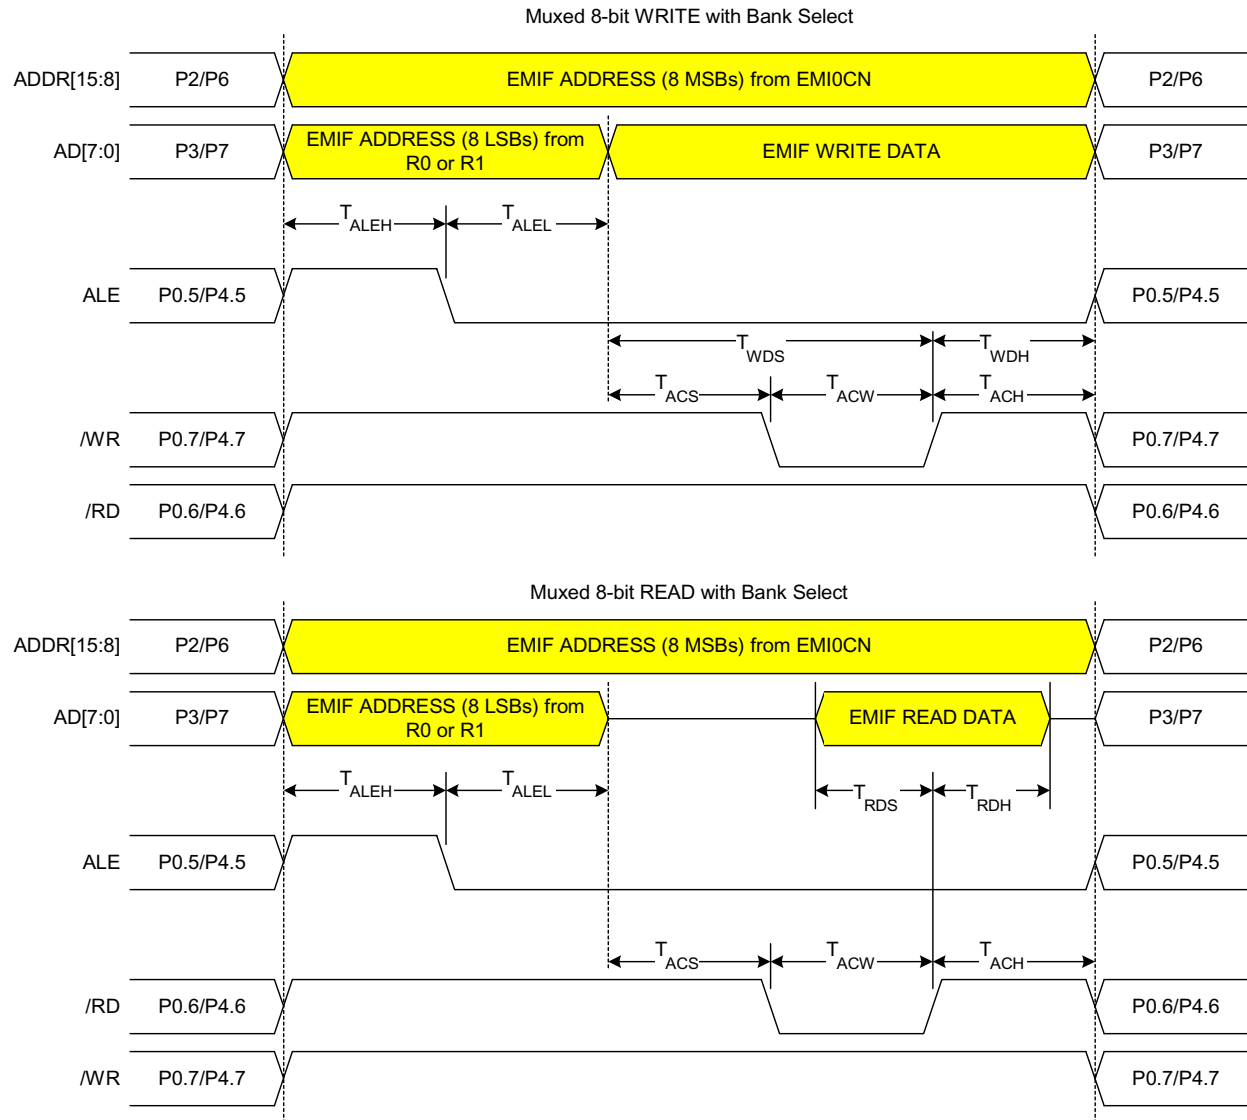 Muxed 8-bit WRITE with Bank Select
ADDR[15:8] P2/P6 EMIF ADDRESS (8 MSBs) from EMI0CN P2/P6
EMIF ADDRESS (8 LSBs) from
AD[7:0] P3/P7 R0 or R1 EMIF WRITE DATA P3/P7
TALEH TALEL
ALE P0.5/P4.5 P0.5/P4.5
TWDS TWDH
TACS TACW TACH
/WR P0.7/P4.7 P0.7/P4.7
/RD P0.6/P4.6 P0.6/P4.6
Muxed 8-bit READ with Bank Select
ADDR[15:8] P2/P6 EMIF ADDRESS (8 MSBs) from EMI0CN P2/P6
EMIF ADDRESS (8 LSBs) from
AD[7:0] P3/P7 R0 or R1 EMIF READ DATA P3/P7
TALEH TALEL TRDS TRDH
ALE P0.5/P4.5 P0.5/P4.5
TACS TACW TACH
/RD P0.6/P4.6 P0.6/P4.6
/WR P0.7/P4.7 P0.7/P4.7